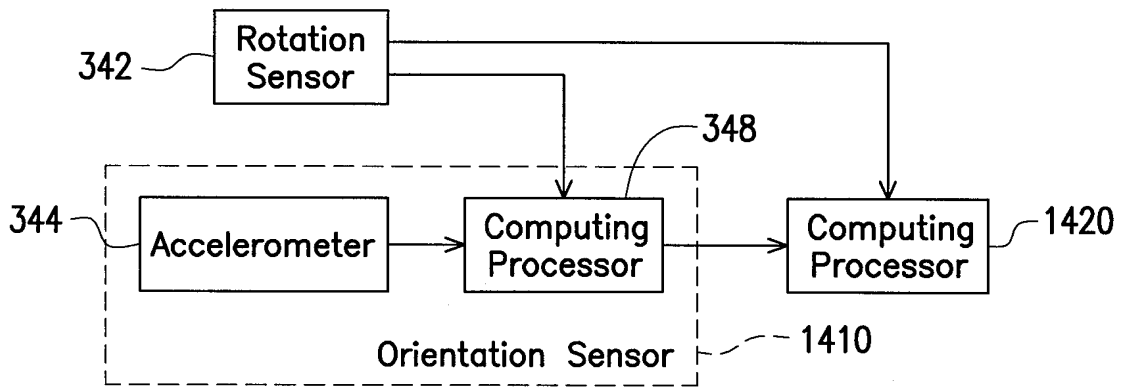 Rotation
Sensor
342
348
344
Accelerometer
Computing
Processor
Computing
Processor
1420
Orientation Sensor
1410